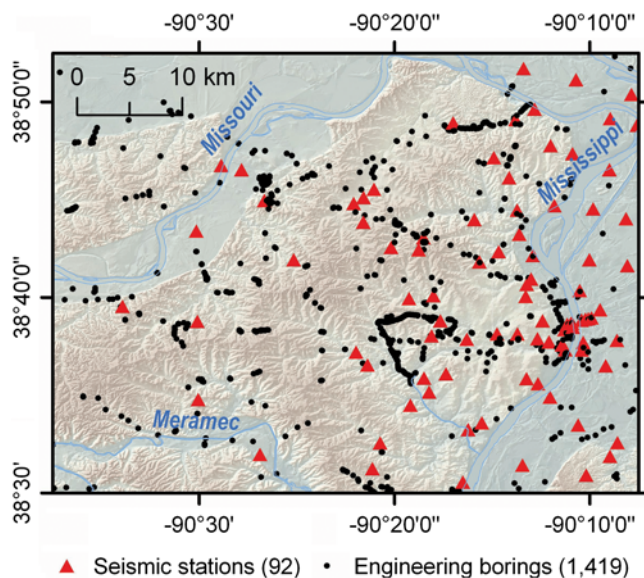 -90°30' -90°20'0" -90°10'0"
0 5 10 km
38°50'0"
Missouri
Mississippi
38°40'0"
Meramec
38°30'0"
-90°30' -90°20'0" -90°10'0"
Seismic stations (92) Engineering borings (1,419)